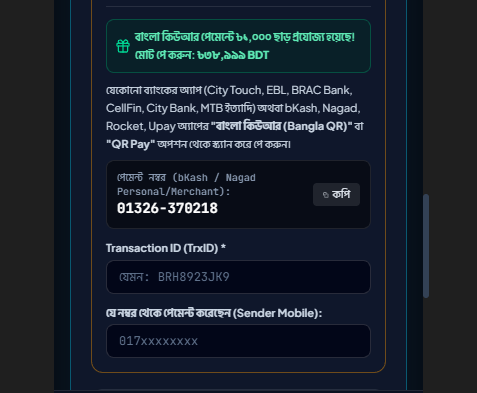 বাংলা কিউআর পেমেন্টে ৳২,০০০ ছাড় প্রযোজ্য হয়েছে!
মোট পে করুন: ৳৩৮,৯৯৯ BDT
যেকোনো ব্যাংকের অ্যাপ (City Touch, EBL, BRAC Bank,
CellFin, City Bank, MTB ইত্যাদি) অথবা bKash, Nagad,
Rocket, Upay অ্যাপের "বাংলা কিউআর (Bangla QR)" বা
"QR Pay" অপশন থেকে স্ক্যান করে পে করুন।
পেমেন্ট নম্বর (bKash / Nagad
Personal/Merchant):
01326-370218
কপি
Transaction ID (TrxID) *
যেমন: BRH8923JK9
যে নম্বর থেকে পেমেন্ট করেছেন (Sender Mobile):
017xxxxxxxx